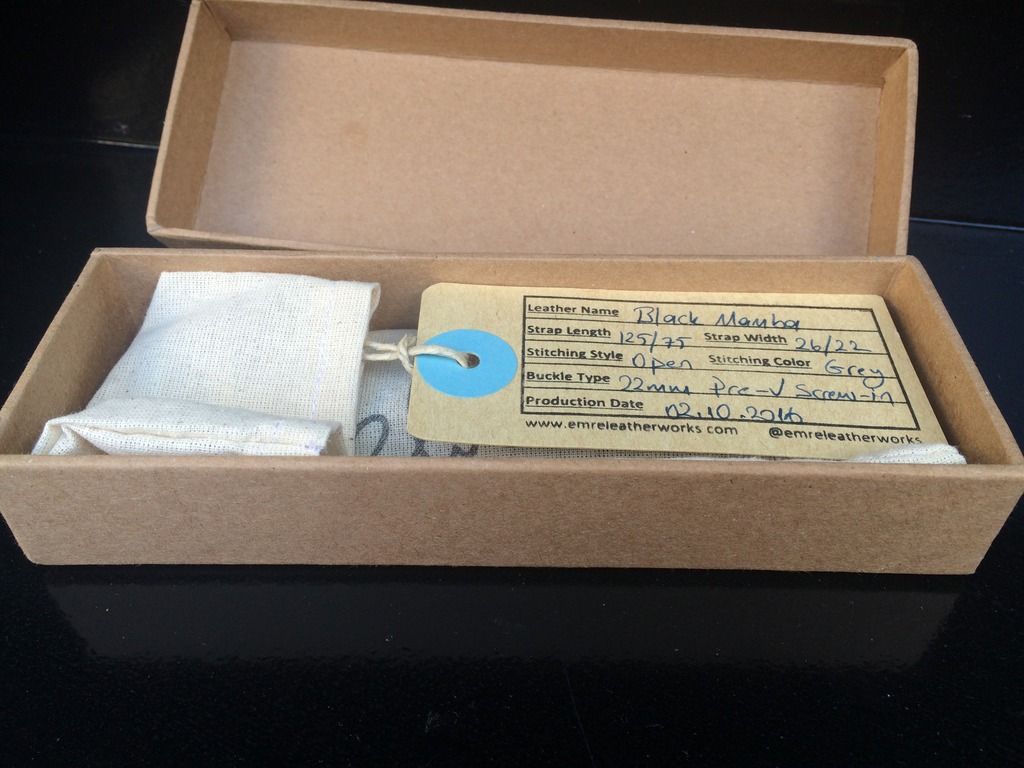 Leather Name Black Mamba
Strap Length 125/75 Strap Width 26/22
Stitching Style Open Stitching Color Grey
Buckle Type 22mm Pre-V Screw-in
Production Date 02.10.2016
www.emreleatherworks.com @emreleatherworks